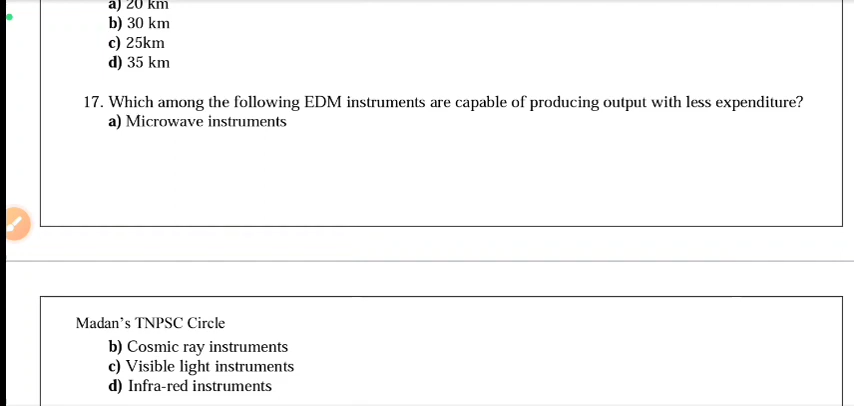 a) 20 km
b) 30 km
c) 25km
d) 35 km
17. Which among the following EDM instruments are capable of producing output with less expenditure?
a) Microwave instruments
Madan’s TNPSC Circle
b) Cosmic ray instruments
c) Visible light instruments
d) Infra-red instruments